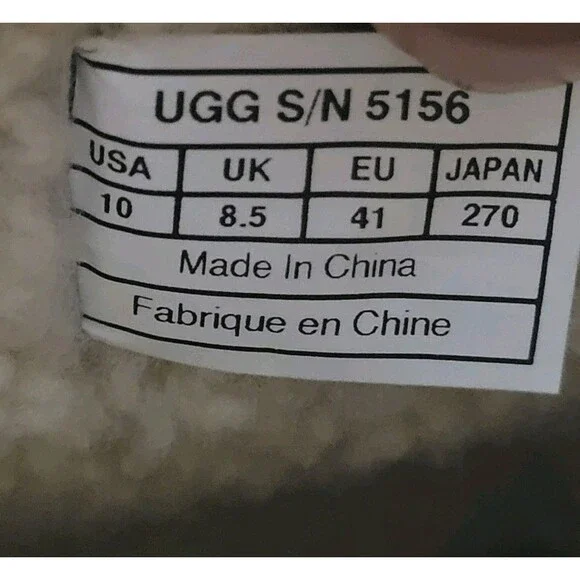 UGG S/N 5156
USA UK EU JAPAN
10 8.5 41 270
Made In China
Fabrique en Chine